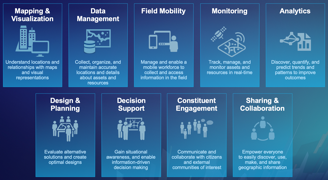 Mapping &
Visualization
Understand locations and
relationships with maps
and visual
representations
Data
Management
Collect, organize, and
maintain accurate
locations and details
about assets and
resources
Field Mobility
Manage and enable a
mobile workforce to
collect and access
information in the field
Monitoring
Track, manage, and
monitor assets and
resources in real-time
Analytics
Discover, quantify, and
predict trends and
patterns to improve
outcomes
Design &
Planning
Evaluate alternative
solutions and create
optimal designs
Decision
Support
Gain situational
awareness, and enable
information-driven
decision making
Constituent
Engagement
Communicate and
collaborate with citizens
and external
communities of interest
Sharing &
Collaboration
Empower everyone
to easily discover, use,
make, and share
geographic information